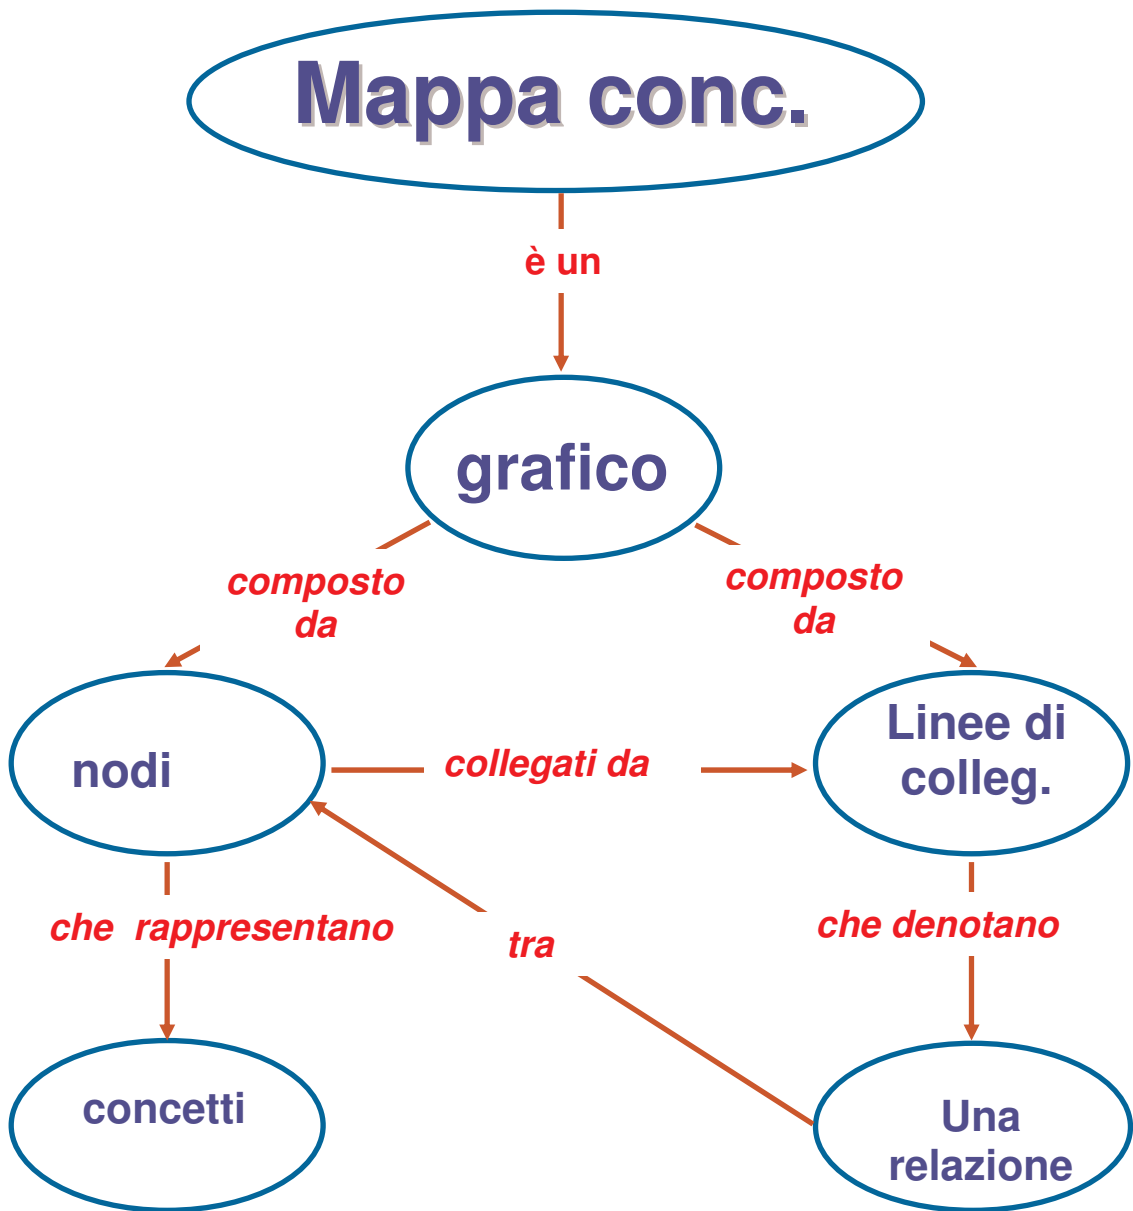 Mappa conc.
è un
grafico
composto
da
composto
da
nodi
collegati da
Linee di
colleg.
che rappresentano
tra
che denotano
concetti
Una
relazione